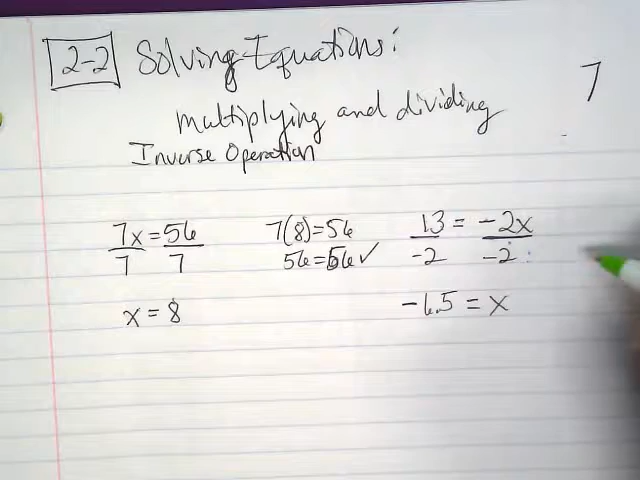 2-2 Solving Equations:
7
multiplying and dividing
Inverse Operation
7x = 56
7 7
x = 8
7(8) = 56
56 = 56 ✓
13 = -2x
-2 -2
-6.5 = x